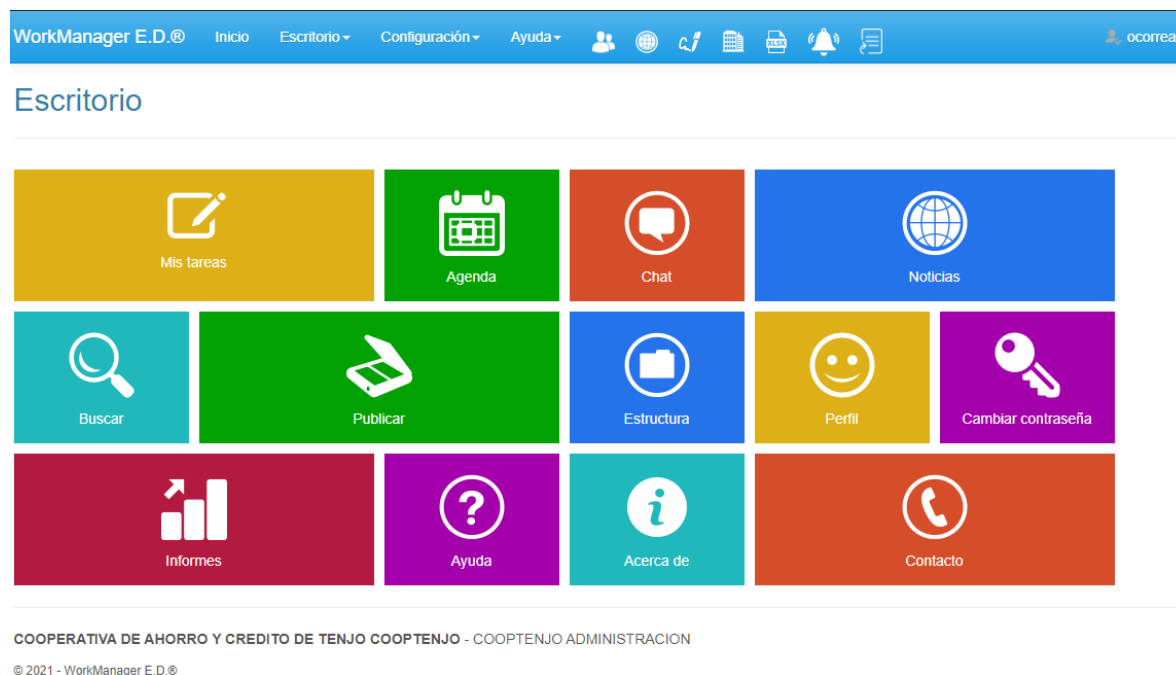 WorkManager E.D.® Inicio Escritorio Configuración Ayuda XLSX ocorrea
Escritorio
Mis tareas
Agenda
Chat
Noticias
Buscar
Publicar
Estructura
Perfil
Cambiar contraseña
Informes
Ayuda
Acerca de
Contacto
COOPERATIVA DE AHORRO Y CREDITO DE TENJO COOPTENJO - COOPTENJO ADMINISTRACION
© 2021 - WorkManager E.D.®